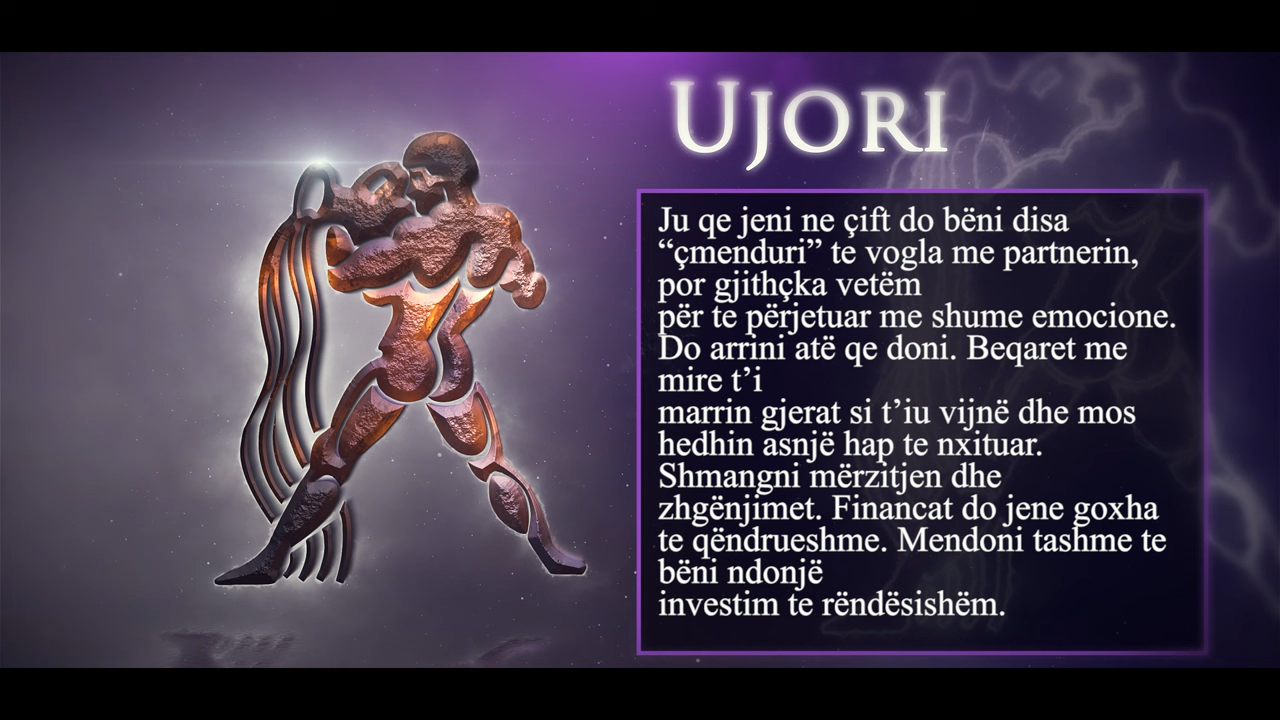 UJORI
Ju qe jeni ne çift do bëni disa
“çmenduri” te vogla me partnerin,
por gjithçka vetëm
për te përjetuar me shume emocione.
Do arrini atë qe doni. Beqaret me
mire t’i
marrin gjerat si t’iu vijnë dhe mos
hedhin asnjë hap te nxituar.
Shmangni mërzitjen dhe
zhgënjimet. Financat do jene goxha
te qëndrueshme. Mendoni tashme te
bëni ndonjë
investim te rëndësishëm.